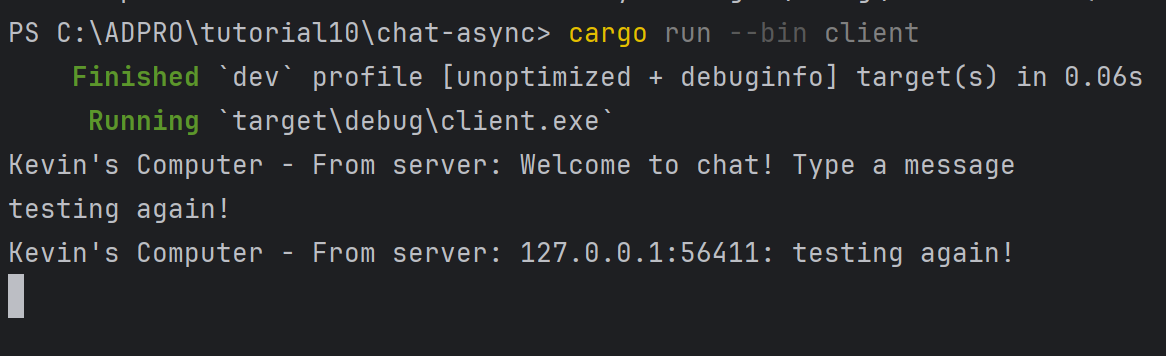 PS C:\ADPRO\tutorial10\chat-async> cargo run --bin client
    Finished `dev` profile [unoptimized + debuginfo] target(s) in 0.06s
     Running `target\debug\client.exe`
Kevin's Computer - From server: Welcome to chat! Type a message
testing again!
Kevin's Computer - From server: 127.0.0.1:56411: testing again!